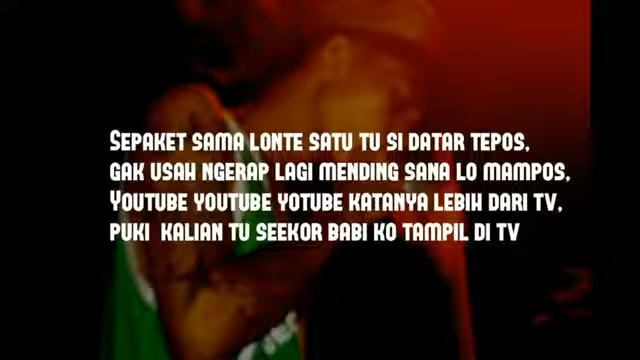 Sepaket sama lonte satu tu si datar tepos,
gak usah ngerap lagi mending sana lo mampos,
Youtube youtube yotube katanya lebih dari tv,
puki kalian tu seekor babi ko tampil di tv